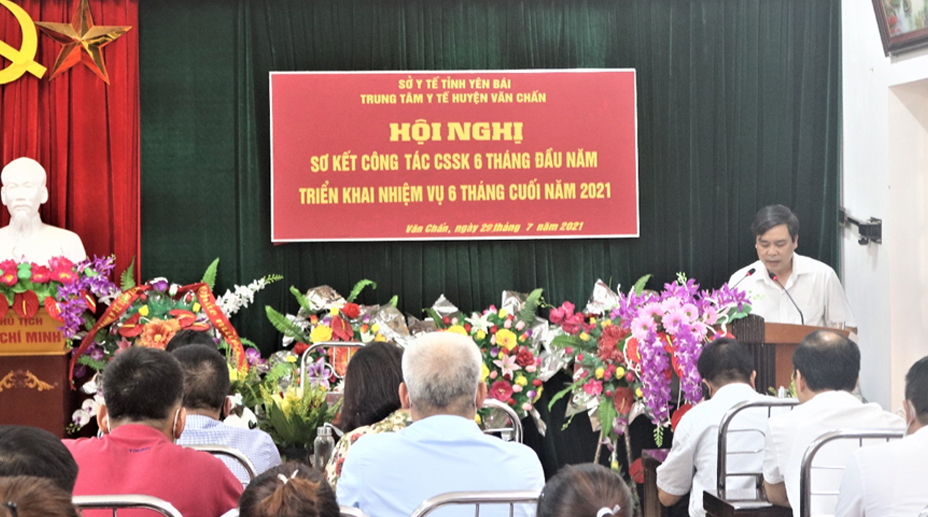 SỞ Y TẾ TỈNH YÊN BÁI
TRUNG TÂM Y TẾ HUYỆN VĂN CHẤN
HỘI NGHỊ
SƠ KẾT CÔNG TÁC CSSK 6 THÁNG ĐẦU NĂM
TRIỂN KHAI NHIỆM VỤ 6 THÁNG CUỐI NĂM 2021
Văn Chấn, ngày 29 tháng 7 năm 2021
CHỦ TỊCH
CHÍ MINH